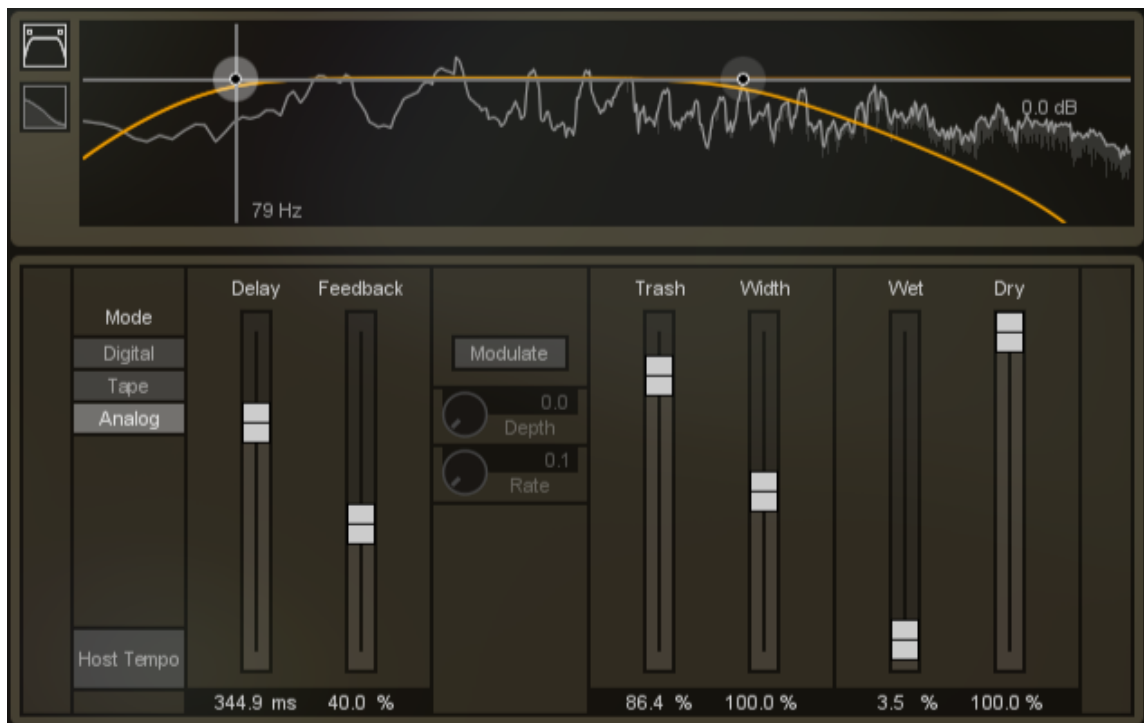 0.0 dB
79 Hz
Delay Feedback Trash Width Wet Dry
Mode
Digital
Tape
Analog
Modulate
0.0
Depth
0.1
Rate
Host Tempo
344.9 ms 40.0 % 86.4 % 100.0 % 3.5 % 100.0 %